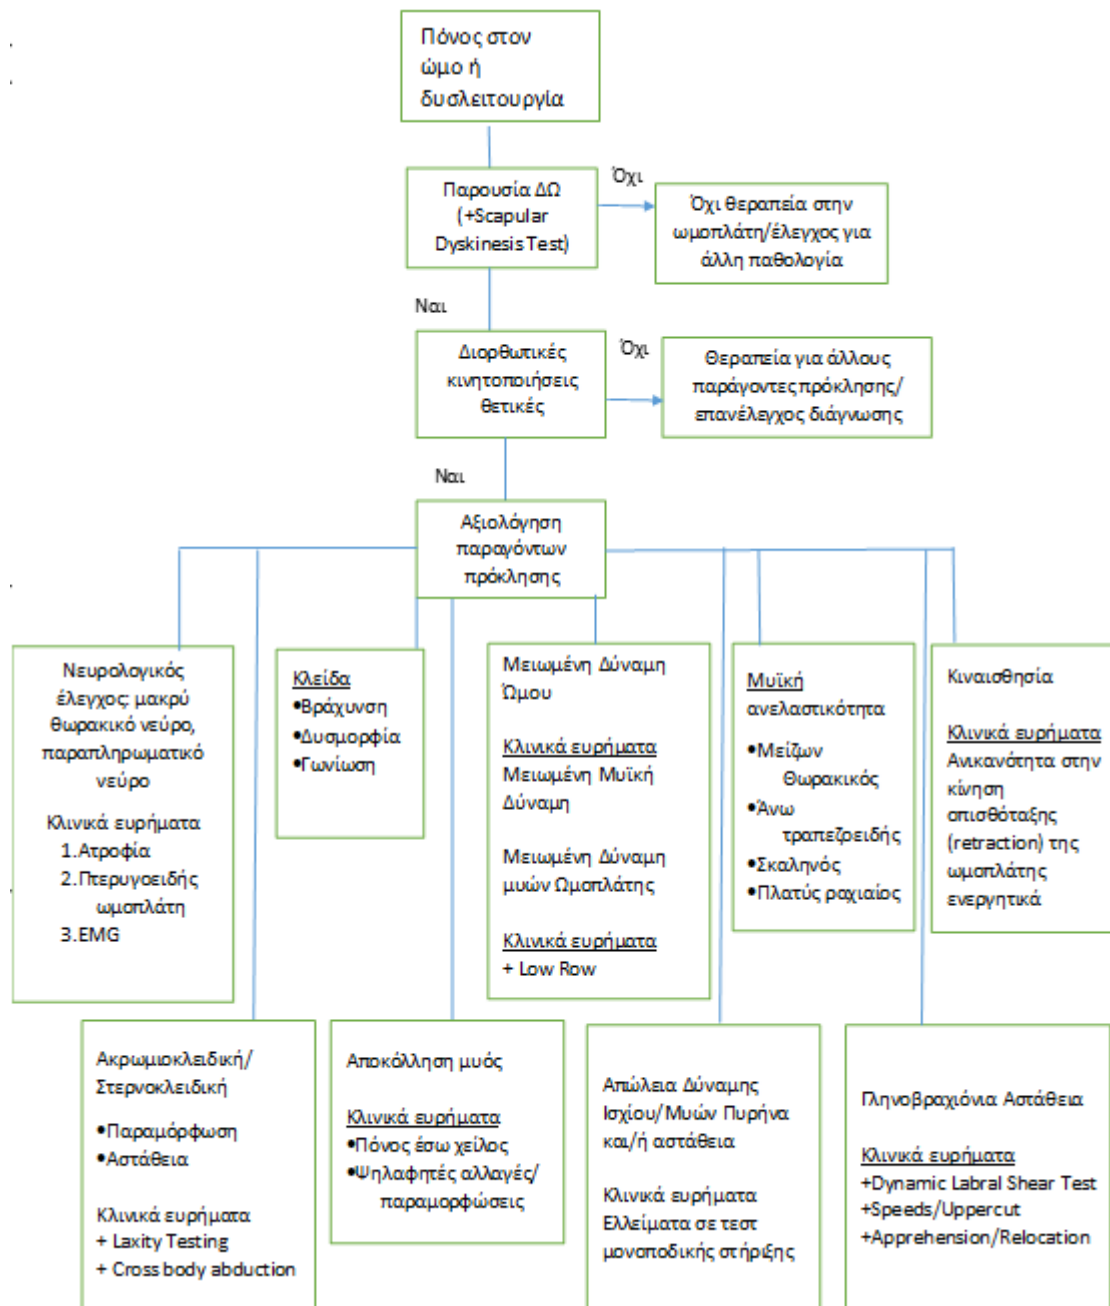 Πόνος στον
ώμο ή
δυσλειτουργία
Παρουσία ΔΩ
(+Scapular
Dyskinesis Test)
Όχι
Όχι θεραπεία στην
ωμοπλάτη/έλεγχος για
άλλη παθολογία
Ναι
Διορθωτικές
κινητοποιήσεις
θετικές
Όχι
Θεραπεία για άλλους
παράγοντες πρόκλησης/
επανέλεγχος διάγνωσης
Ναι
Αξιολόγηση
παραγόντων
πρόκλησης
Νευρολογικός
έλεγχος: μακρύ
θωρακικό νεύρο,
παραπληρωματικό
νεύρο
Κλινικά ευρήματα
1.Ατροφία
2.Πτερυγοειδής
ωμοπλάτη
3.EMG
Κλείδα
•Βράχυνση
•Δυσμορφία
•Γωνίωση
Μειωμένη Δύναμη
Ώμου
Κλινικά ευρήματα
Μειωμένη Μυϊκή
Δύναμη
Μειωμένη Δύναμη
μυών Ωμοπλάτης
Κλινικά ευρήματα
+ Low Row
Μυϊκή
ανελαστικότητα
•Μείζων
Θωρακικός
•Άνω
τραπεζοειδής
•Σκαληνός
•Πλατύς ραχιαίος
Κιναισθησία
Κλινικά ευρήματα
Ανικανότητα στην
κίνηση
οπισθόταξης
(retraction) της
ωμοπλάτης
ενεργητικά
Ακρωμιοκλειδική/
Στερνοκλειδική
•Παραμόρφωση
•Αστάθεια
Κλινικά ευρήματα
+ Laxity Testing
+ Cross body abduction
Αποκόλληση μυός
Κλινικά ευρήματα
•Πόνος έσω χείλος
•Ψηλαφητές αλλαγές/
παραμορφώσεις
Απώλεια Δύναμης
Ισχίου/Μυών Πυρήνα
και/ή αστάθεια
Κλινικά ευρήματα
Ελλείματα σε τεστ
μονοποδικής στήριξης
Γληνοβραχιόνια Αστάθεια
Κλινικά ευρήματα
+Dynamic Labral Shear Test
+Speeds/Uppercut
+Apprehension/Relocation